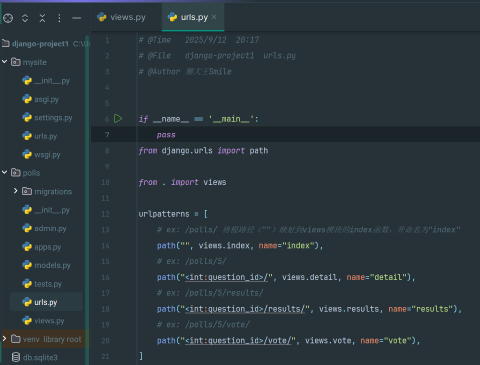 views.py
urls.py
django-project1
mysite
__init__.py
asgi.py
settings.py
urls.py
wsgi.py
polls
migrations
__init__.py
admin.py
apps.py
models.py
tests.py
urls.py
views.py
venv library root
db.sqlite3
1 # @Time 2025/9/12 20:17
2 # @File django-project1 urls.py
3 # @Author 大王Smile
4
5
6 if __name__ == '__main__':
7 pass
8 from django.urls import path
9
10 from . import views
11
12 urlpatterns = [
13 # ex: /polls/ 将根路径（""）映射到views模块的index函数，并命名为"index"
14 path("", views.index, name="index"),
15 # ex: /polls/5/
16 path("<int:question_id>/", views.detail, name="detail"),
17 # ex: /polls/5/results/
18 path("<int:question_id>/results/", views.results, name="results"),
19 # ex: /polls/5/vote/
20 path("<int:question_id>/vote/", views.vote, name="vote"),
21 ]